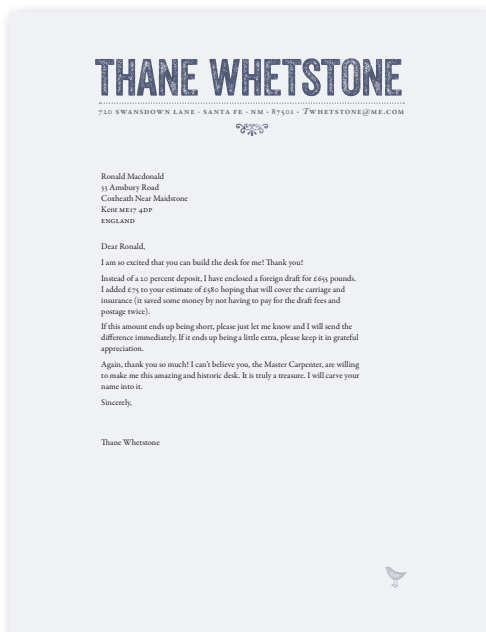 THANE WHETSTONE
720 SWANSDOWN LANE - SANTA FE - NM - 87501 - TWHETSTONE@ME.COM
Ronald Macdonald
33 Amsbury Road
Coxheath Near Maidstone
Kent ME17 4DP
ENGLAND
Dear Ronald,
I am so excited that you can build the desk for me! Thank you!
Instead of a 20 percent deposit, I have enclosed a foreign draft for £655 pounds.
I added £75 to your estimate of £580 hoping that will cover the carriage and
insurance (it saved some money by not having to pay for the draft fees and
postage twice).
If this amount ends up being short, please just let me know and I will send the
difference immediately. If it ends up being a little extra, please keep it in grateful
appreciation.
Again, thank you so much! I can't believe you, the Master Carpenter, are willing
to make me this amazing and historic desk. It is truly a treasure. I will carve your
name into it.
Sincerely,
Thane Whetstone